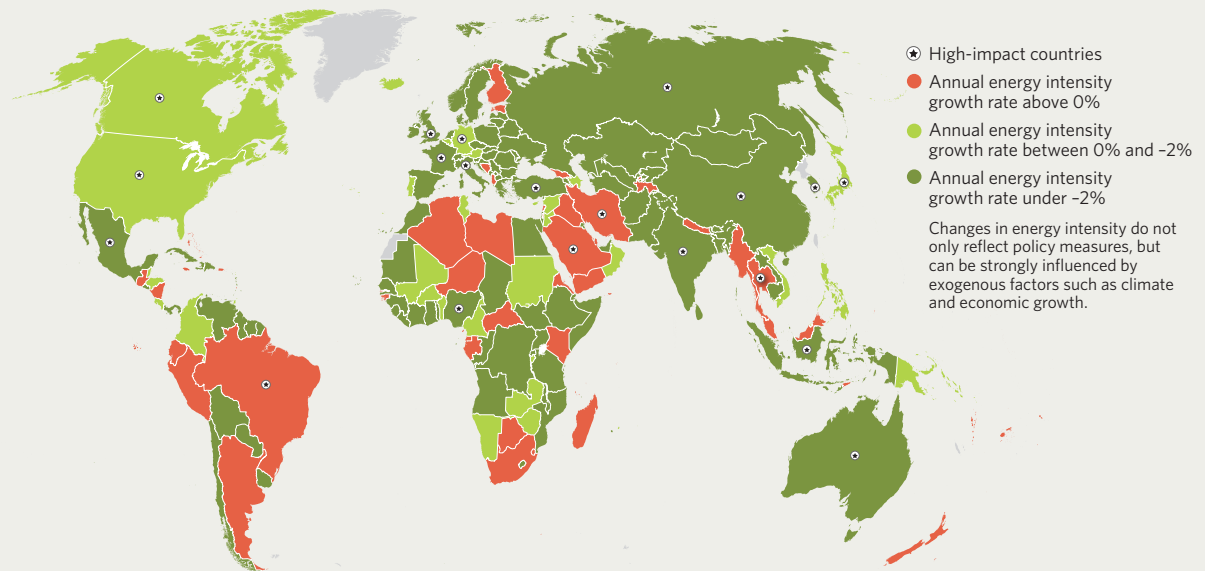 High-impact countries
Annual energy intensity
growth rate above 0%
Annual energy intensity
growth rate between 0% and –2%
Annual energy intensity
growth rate under –2%
Changes in energy intensity do not
only reflect policy measures, but
can be strongly influenced by
exogenous factors such as climate
and economic growth.